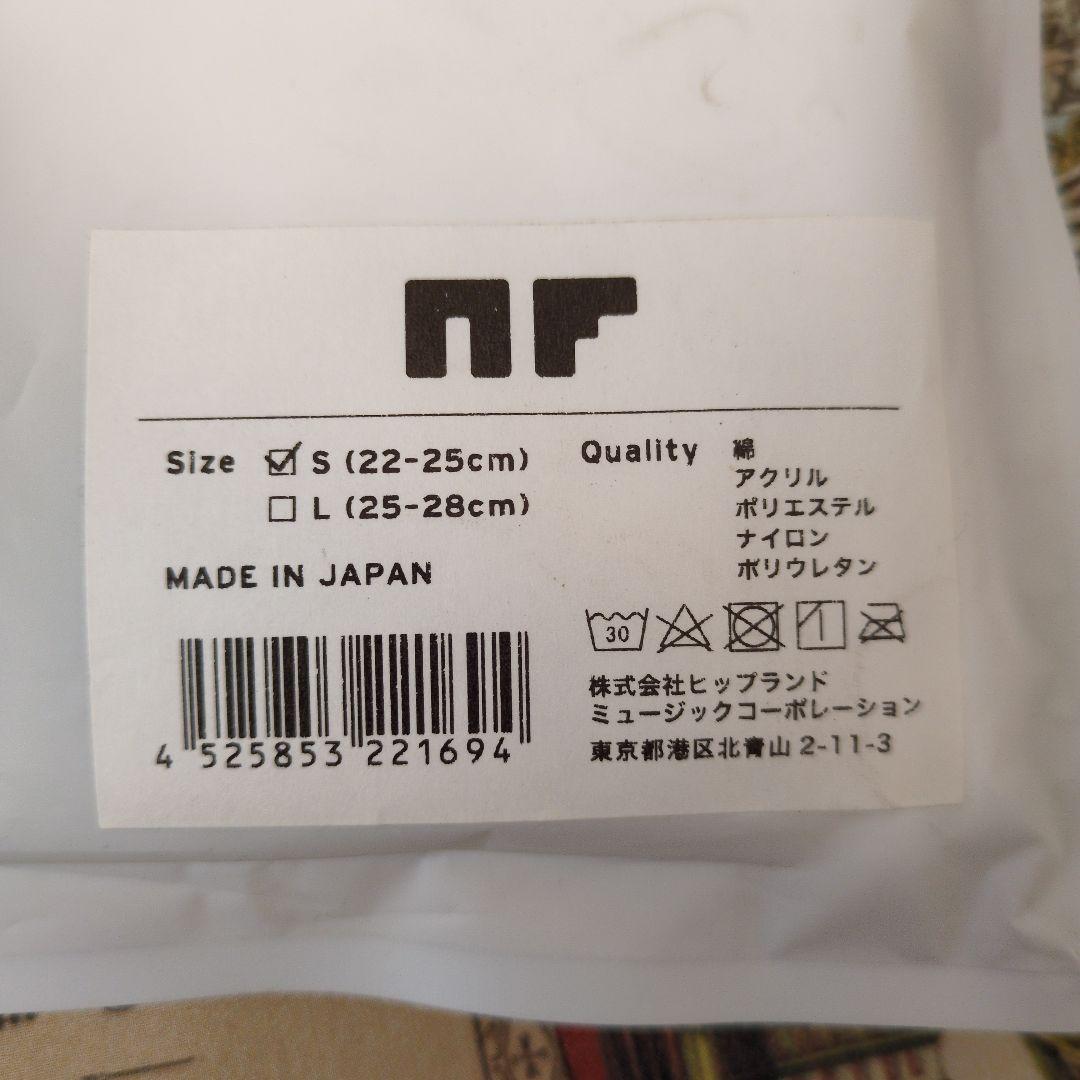 nr
Size S (22-25cm)
L (25-28cm)
MADE IN JAPAN
4 525853 221694
Quality 綿
アクリル
ポリエステル
ナイロン
ポリウレタン
30
株式会社ヒップランド
ミュージックコーポレーション
東京都港区北青山 2-11-3